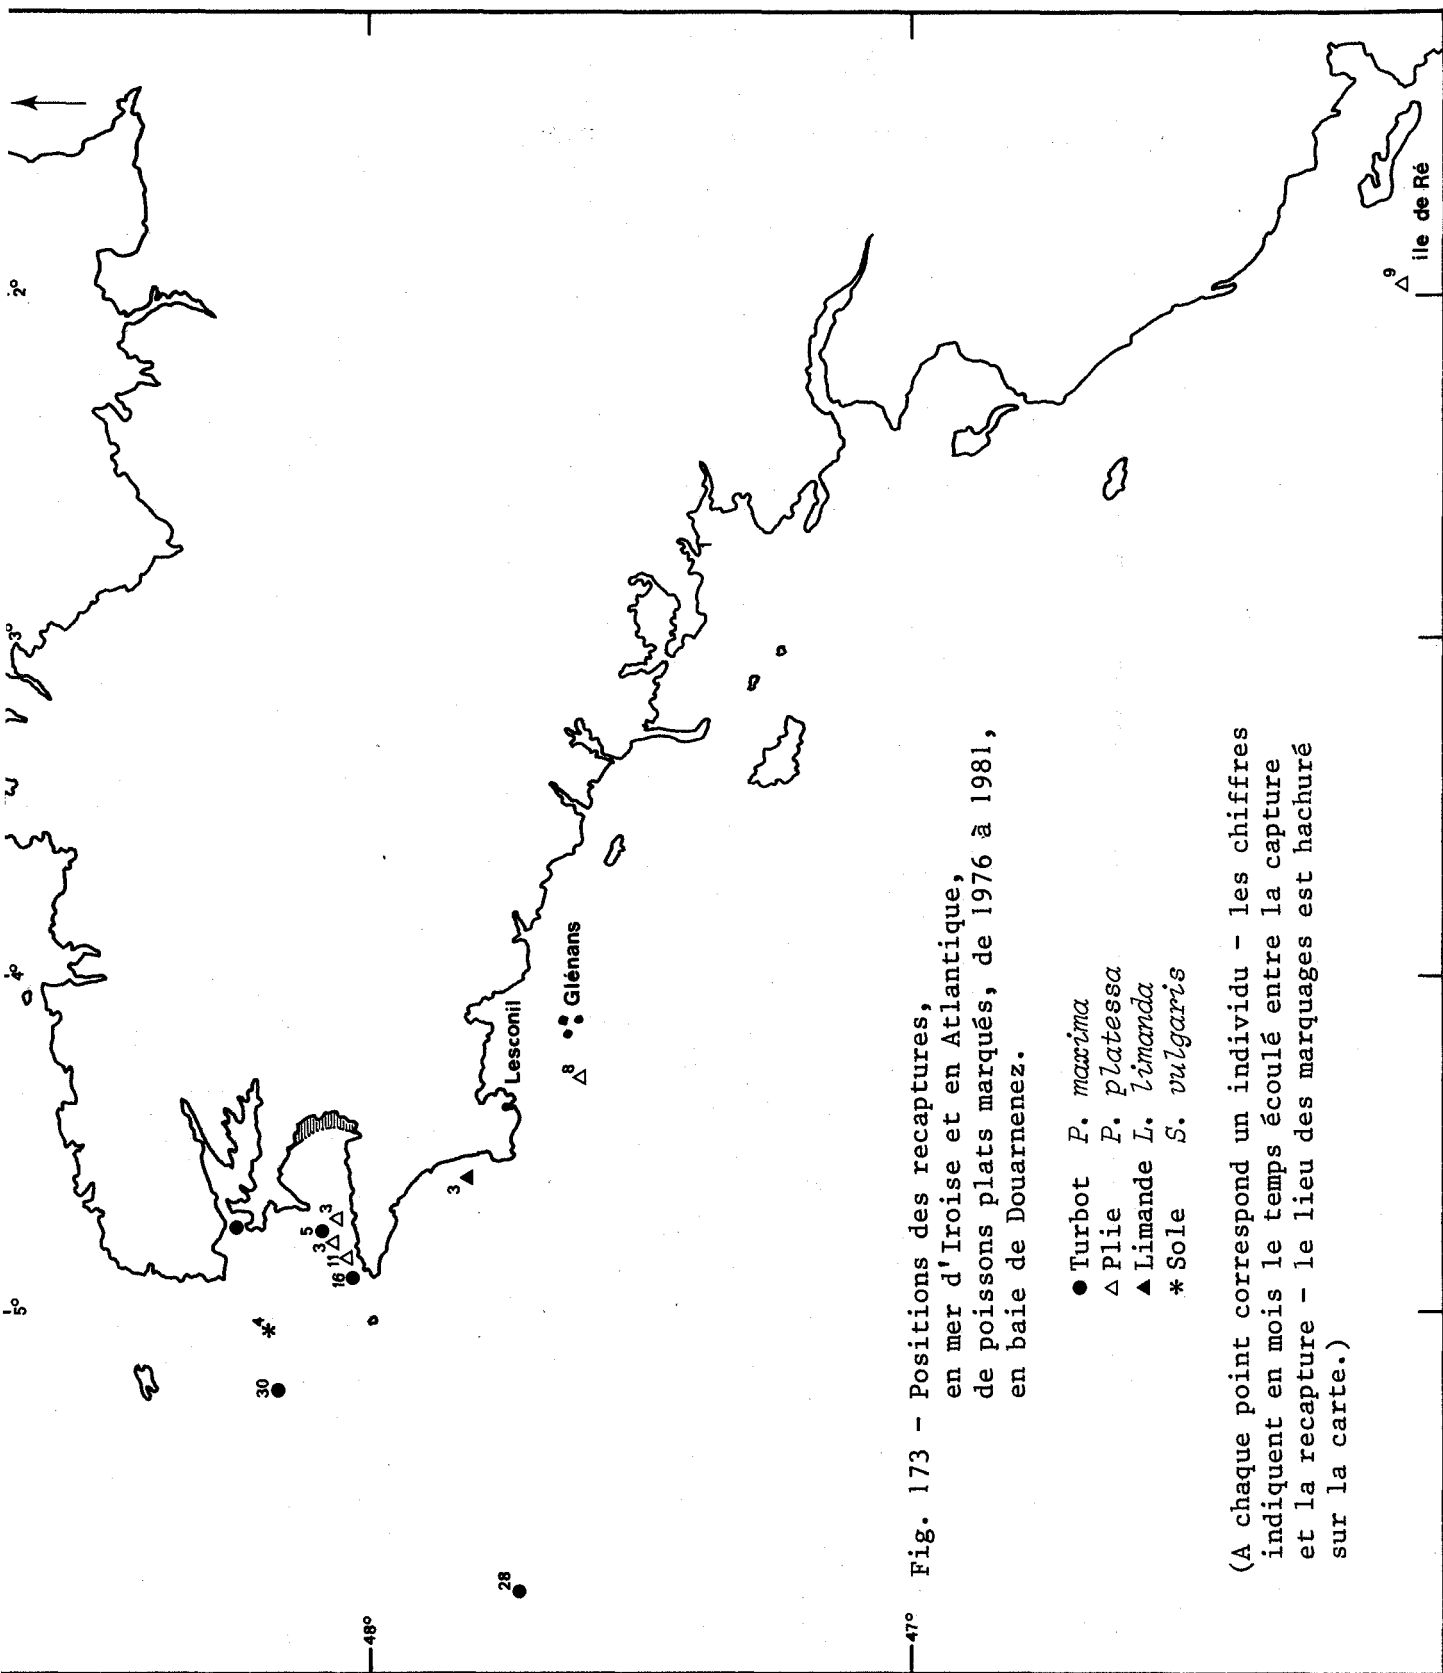 5°
4°
3°
2°
48°
47°
30
*4
28
16
11
3
5
3
3
8
9
Lesconil
Glénans
ile de Ré
Fig. 173 - Positions des recaptures,
en mer d'Iroise et en Atlantique,
de poissons plats marqués, de 1976 à 1981,
en baie de Douarnenez.
● Turbot P. maxima
△ Plie P. platessa
▲ Limande L. limanda
* Sole S. vulgaris
(A chaque point correspond un individu - les chiffres
indiquent en mois le temps écoulé entre la capture
et la recapture - le lieu des marquages est hachuré
sur la carte.)